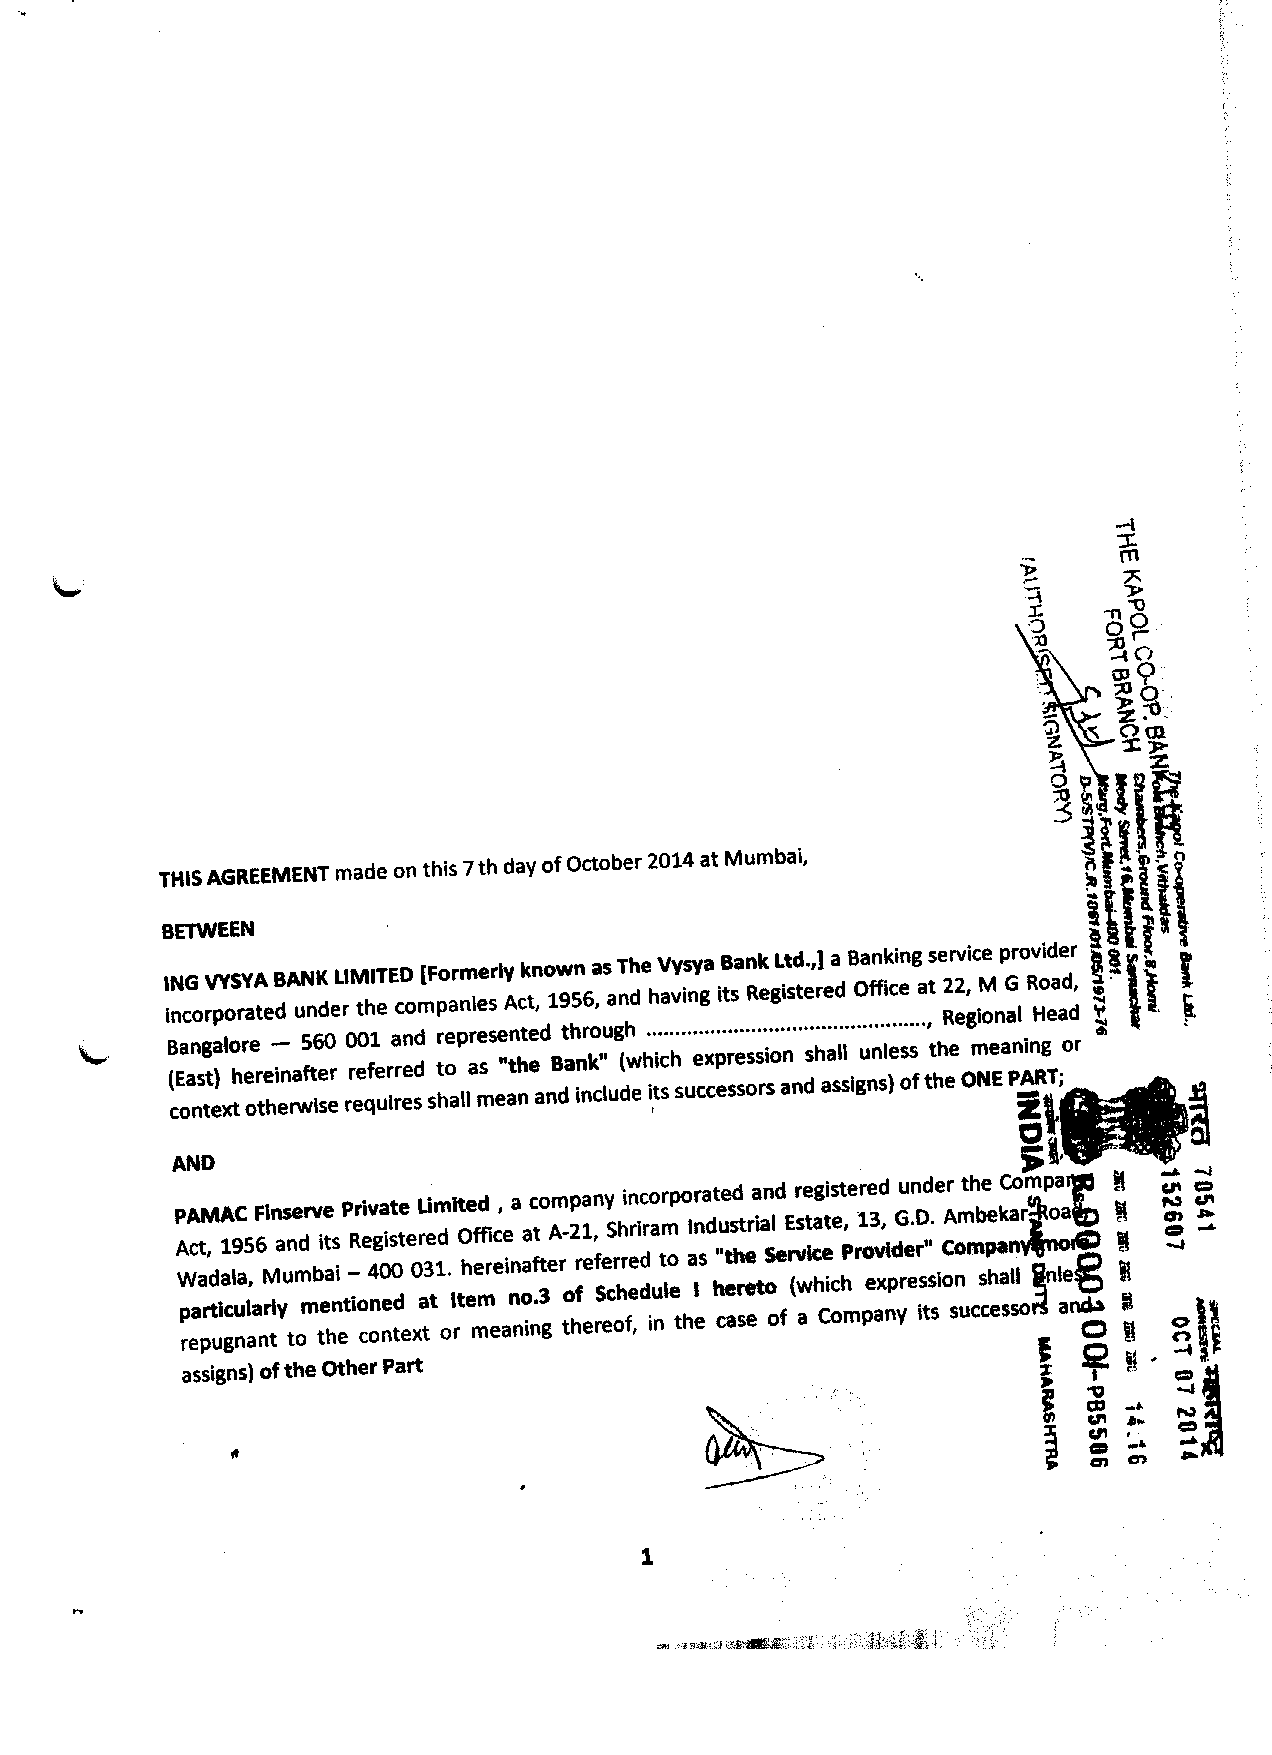 THIS AGREEMENT made on this 7th day of October 2014 at Mumbai,
BETWEEN
ING VYSYA BANK LIMITED [Formerly known as The Vysya Bank Ltd.,] a Banking service provider
incorporated under the companies Act, 1956, and having its Registered Office at 22, M G Road,
Bangalore — 560 001 and represented through ................................................, Regional Head
(East) hereinafter referred to as "the Bank" (which expression shall unless the meaning or
context otherwise requires shall mean and include its successors and assigns) of the ONE PART;
AND
PAMAC Finserve Private Limited , a company incorporated and registered under the Company
Act, 1956 and its Registered Office at A-21, Shriram Industrial Estate, 13, G.D. Ambekar Road
Wadala, Mumbai – 400 031. hereinafter referred to as "the Service Provider" Company more
particularly mentioned at Item no.3 of Schedule I hereto (which expression shall unless
repugnant to the context or meaning thereof, in the case of a Company its successors and
assigns) of the Other Part
1
THE KAPOL CO-OP. BANK LTD.
FORT BRANCH
(AUTHORISED SIGNATORY)
The Kapol Co-operative Bank Ltd.,
Branch, Vithaldas
Chambers, Ground Floor, 8, Homi
Mody Street, 16, Mumbai Samachar
Marg, Fort, Mumbai-400 001.
D-5/STP(V)/C.R.1061/01/05/1973-76
भारत 70541
152607
SPECIAL
ADHESIVE
OCT 07 2014
14:16
R 0000100/-PB5506
INDIA
STAMP DUTY
MAHARASHTRA